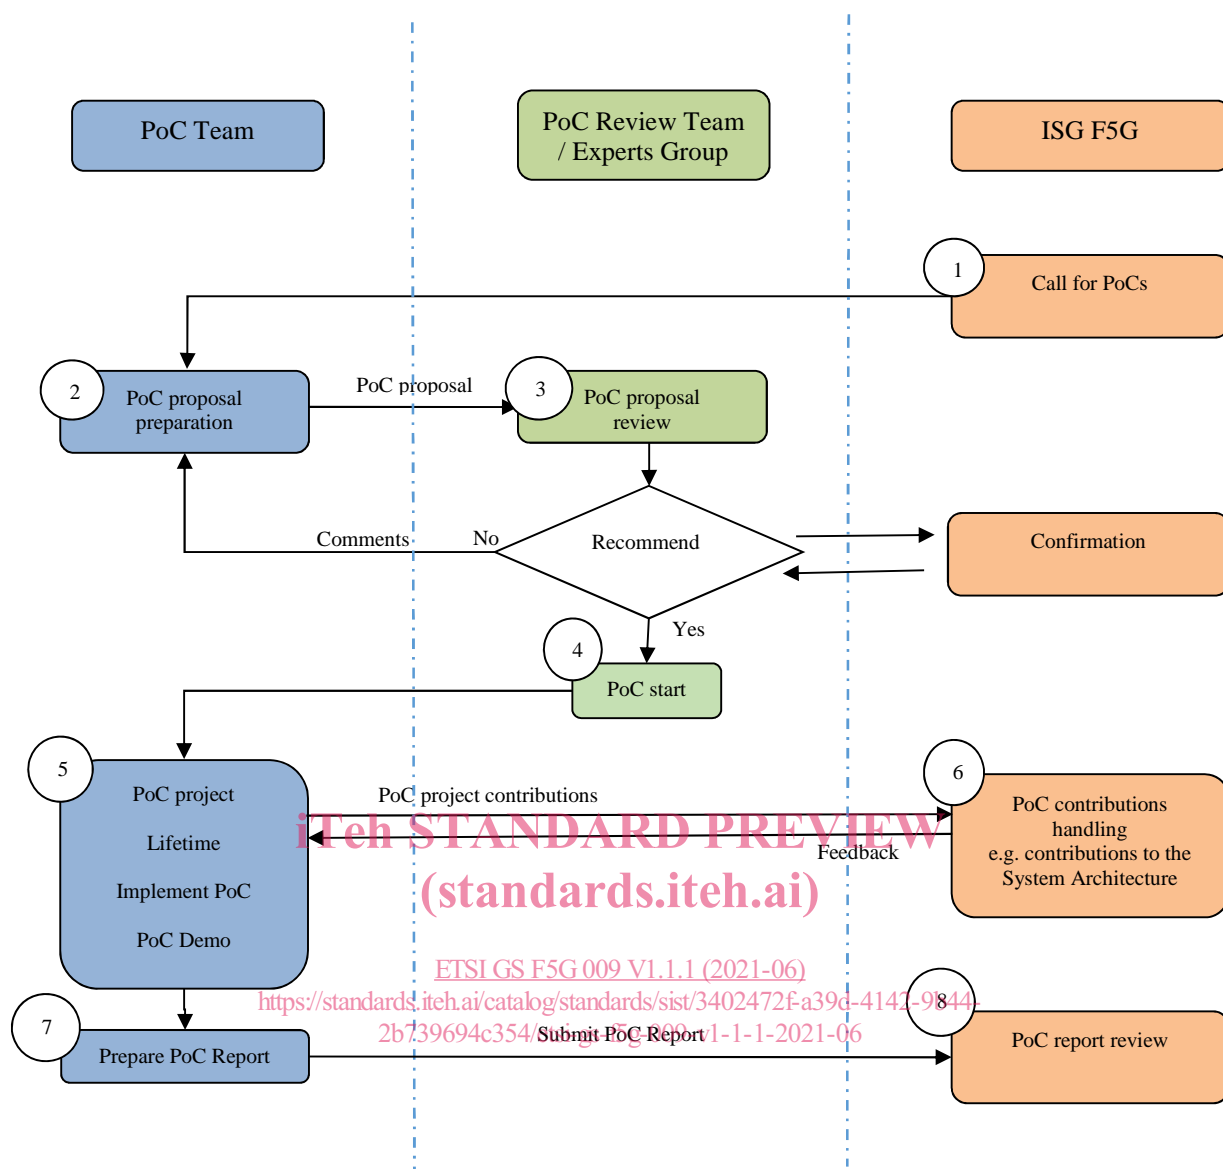 PoC Team
PoC Review Team
/ Experts Group
ISG F5G
1
Call for PoCs
2
PoC proposal
preparation
PoC proposal
3
PoC proposal
review
Comments
No
Recommend
Confirmation
Yes
4
PoC start
5
PoC project
Lifetime
Implement PoC
PoC Demo
PoC project contributions
Feedback
6
PoC contributions
handling
e.g. contributions to the
System Architecture
iTeh STANDARD PREVIEW
(standards.iteh.ai)
ETSI GS F5G 009 V1.1.1 (2021-06)
https://standards.iteh.ai/catalog/standards/sist/3402472f-a39d-4142-9b44-
2b739694c354/etsi-gs-f5g-009-v1-1-1-2021-06
7
Prepare PoC Report
Submit PoC Report
8
PoC report review